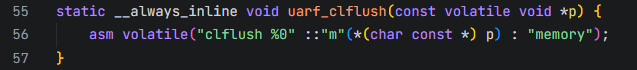 55 static __always_inline void uarf_clflush(const volatile void *p) {
56     asm volatile("clflush %0" ::"m"(*(char const *) p) : "memory");
57 }